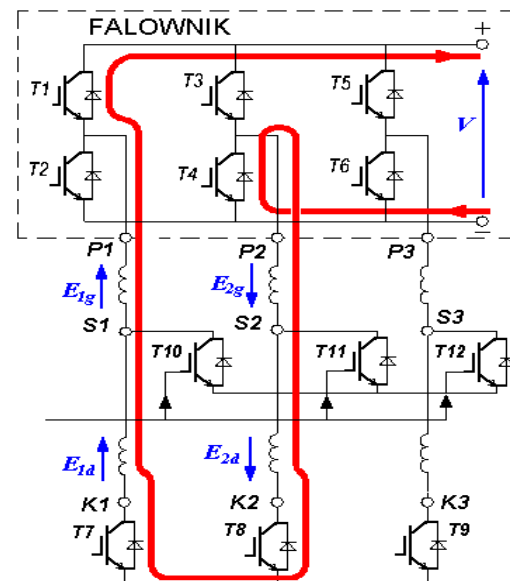 FALOWNIK
+
T1
T3
T5
V
T2
T4
T6
–
P1
P2
P3
E1g
E2g
S1
S2
S3
T10
T11
T12
E1d
E2d
K1
K2
K3
T7
T8
T9